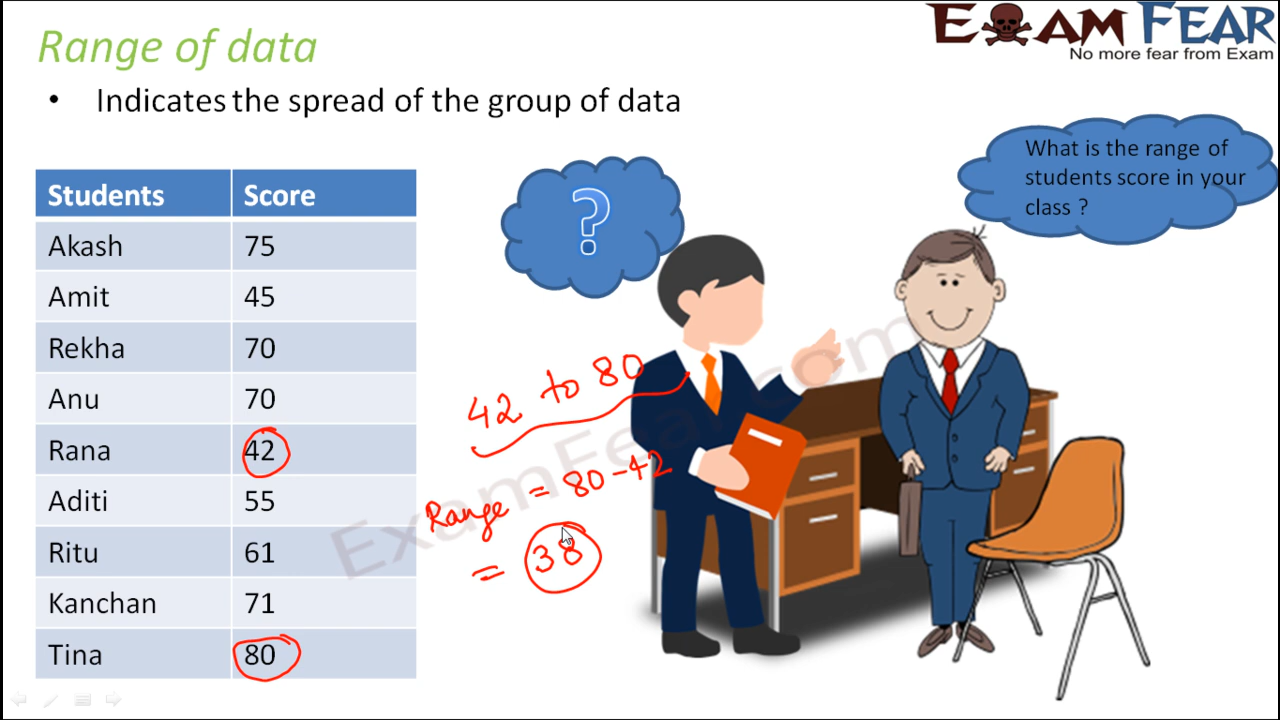 Range of data
EXAM FEAR
No more fear from Exam
• Indicates the spread of the group of data
What is the range of
students score in your
class ?
?
Students Score
Akash 75
Amit 45
Rekha 70
Anu 70
Rana 42
Aditi 55
Ritu 61
Kanchan 71
Tina 80
42 to 80
Range = 80-42
= 38
ExamFear.com